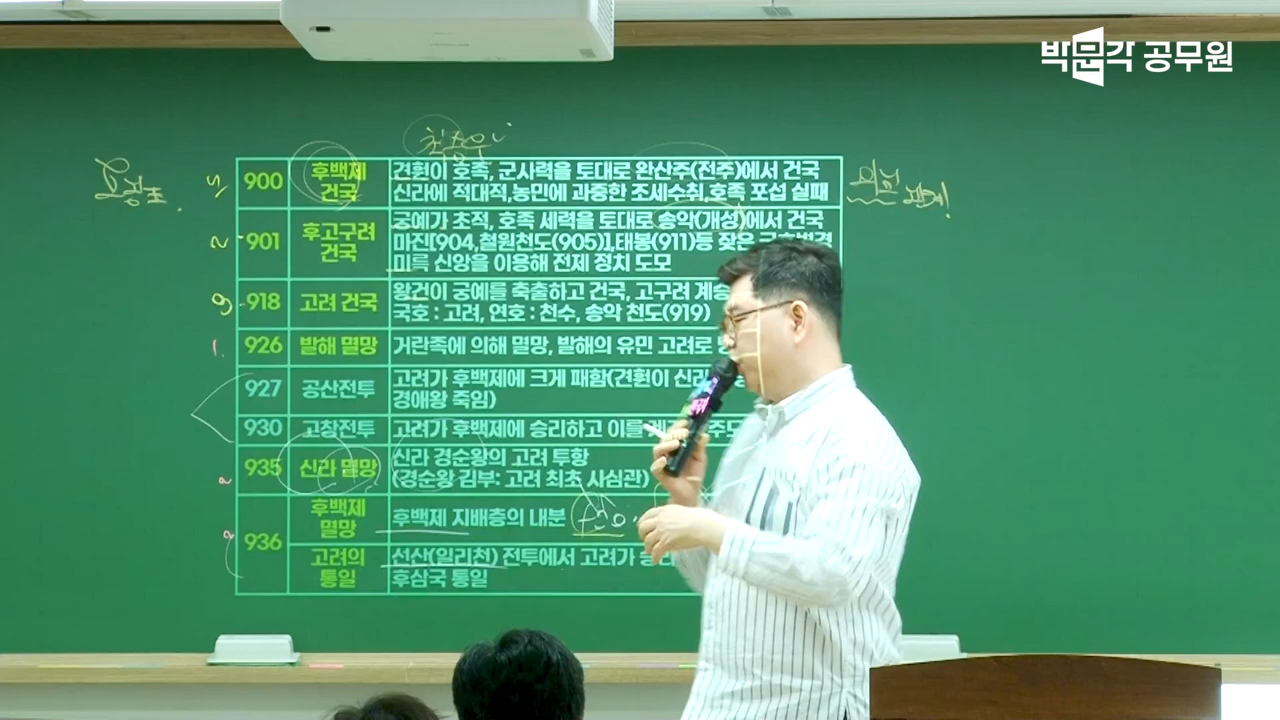 박문각 공무원
900 후백제 건국 견훤이 호족, 군사력을 토대로 완산주(전주)에서 건국
신라에 적대적,농민에 과중한 조세수취,호족 포섭 실패
901 후고구려 건국 궁예가 초적, 호족 세력을 토대로 송악(개성)에서 건국
마진[904,철원천도(905)],태봉(911)등 잦은 국호변경
미륵 신앙을 이용해 전제 정치 도모
918 고려 건국 왕건이 궁예를 축출하고 건국, 고구려 계승
국호 : 고려, 연호 : 천수, 송악 천도(919)
926 발해 멸망 거란족에 의해 멸망, 발해의 유민 고려로
927 공산전투 고려가 후백제에 크게 패함(견훤이 신라
경애왕 죽임)
930 고창전투 고려가 후백제에 승리하고 이를
935 신라 멸망 신라 경순왕의 고려 투항
(경순왕 김부: 고려 최초 사심관)
936 후백제 멸망 후백제 지배층의 내분
고려의 통일 선산(일리천) 전투에서 고려가
후삼국 통일